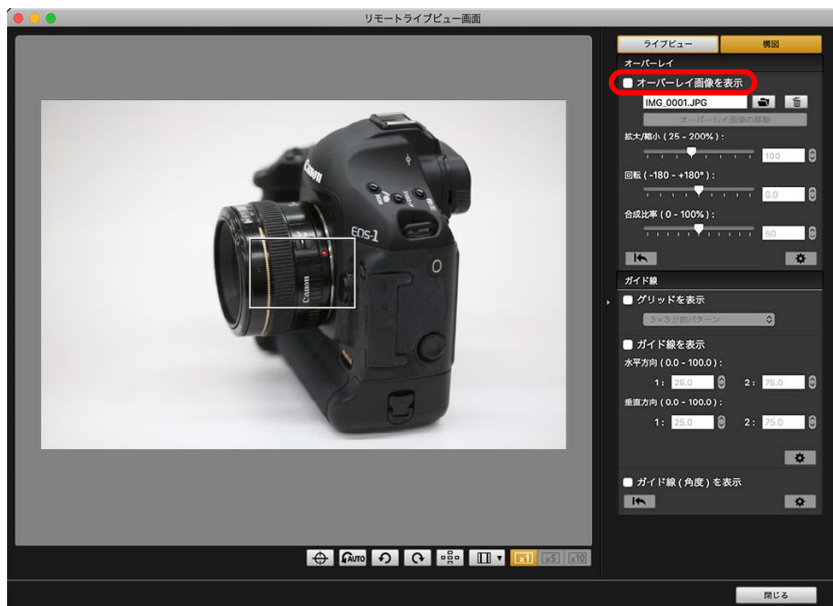 リモートライブビュー画面
ライブビュー 構図
オーバーレイ
オーバーレイ画像を表示
IMG_0001.JPG
オーバーレイ画像の移動
拡大/縮小 ( 25 - 200% ) :
100
回転 ( -180 - +180° ) :
0.0
合成比率 ( 0 - 100% ) :
50
ガイド線
グリッドを表示
3×3分割パターン
ガイド線を表示
水平方向 ( 0.0 - 100.0 ) :
1 : 25.0 2 : 75.0
垂直方向 ( 0.0 - 100.0 ) :
1 : 25.0 2 : 75.0
ガイド線 ( 角度 ) を表示
Canon
EOS-1
Canon
AUTO x1 x5 x10
閉じる